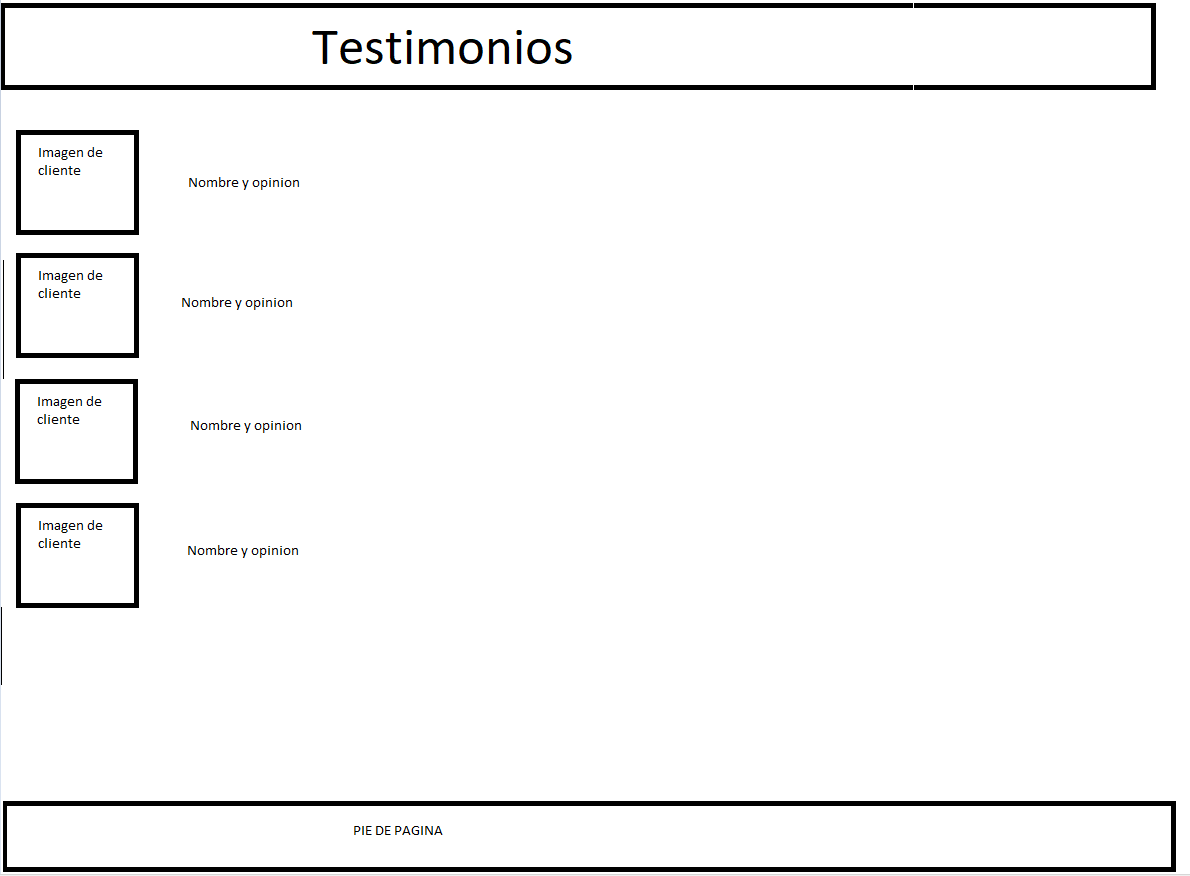 Testimonios
Imagen de
cliente
Nombre y opinion
Imagen de
cliente
Nombre y opinion
Imagen de
cliente
Nombre y opinion
Imagen de
cliente
Nombre y opinion
PIE DE PAGINA